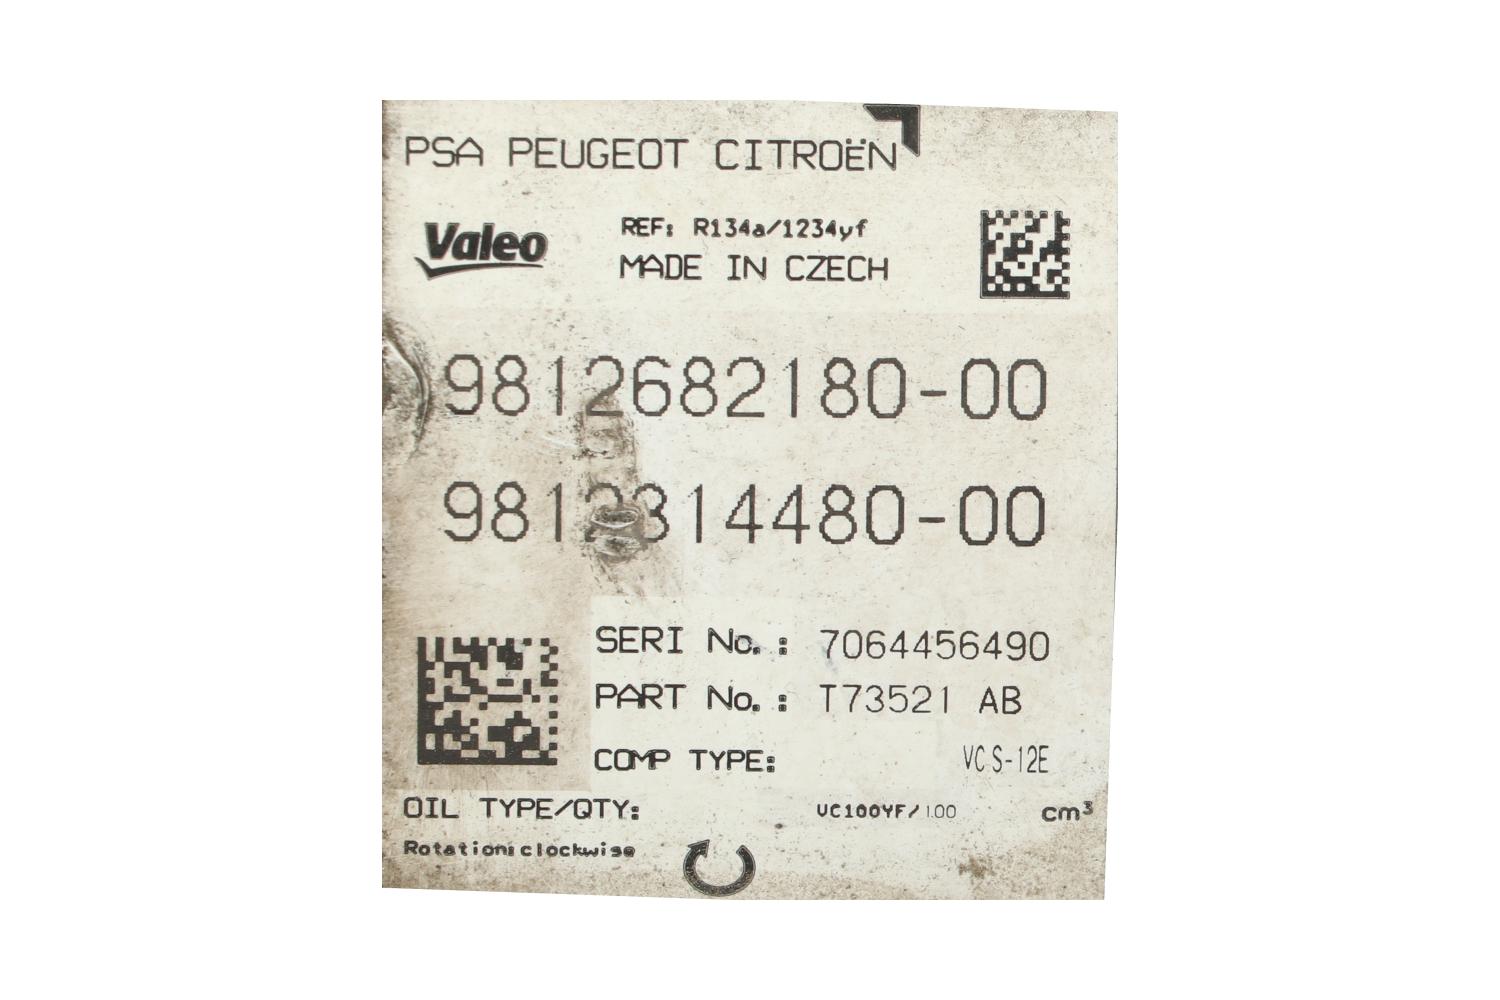 PSA PEUGEOT CITROËN
Valeo
REF: R134a/1234yf
MADE IN CZECH
9812682180-00
9812314480-00
SERI No.: 7064456490
PART No.: T73521 AB
COMP TYPE: VCS-12E
OIL TYPE/QTY: VC100YF/100 cm³
Rotation:clockwise